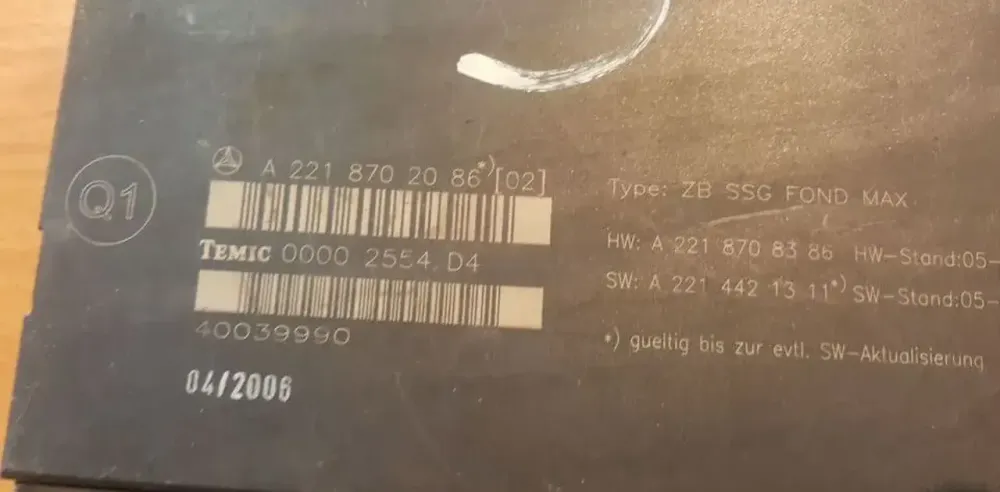 Q1
A 221 870 20 86*)[02]
TEMIC 0000 2554 D4
40039990
04/2006
Type: ZB SSG FOND MAX
HW: A 221 870 83 86 HW-Stand:05-
SW: A 221 442 13 11*) SW-Stand:05-
*) gueltig bis zur evtl. SW-Aktualisierung